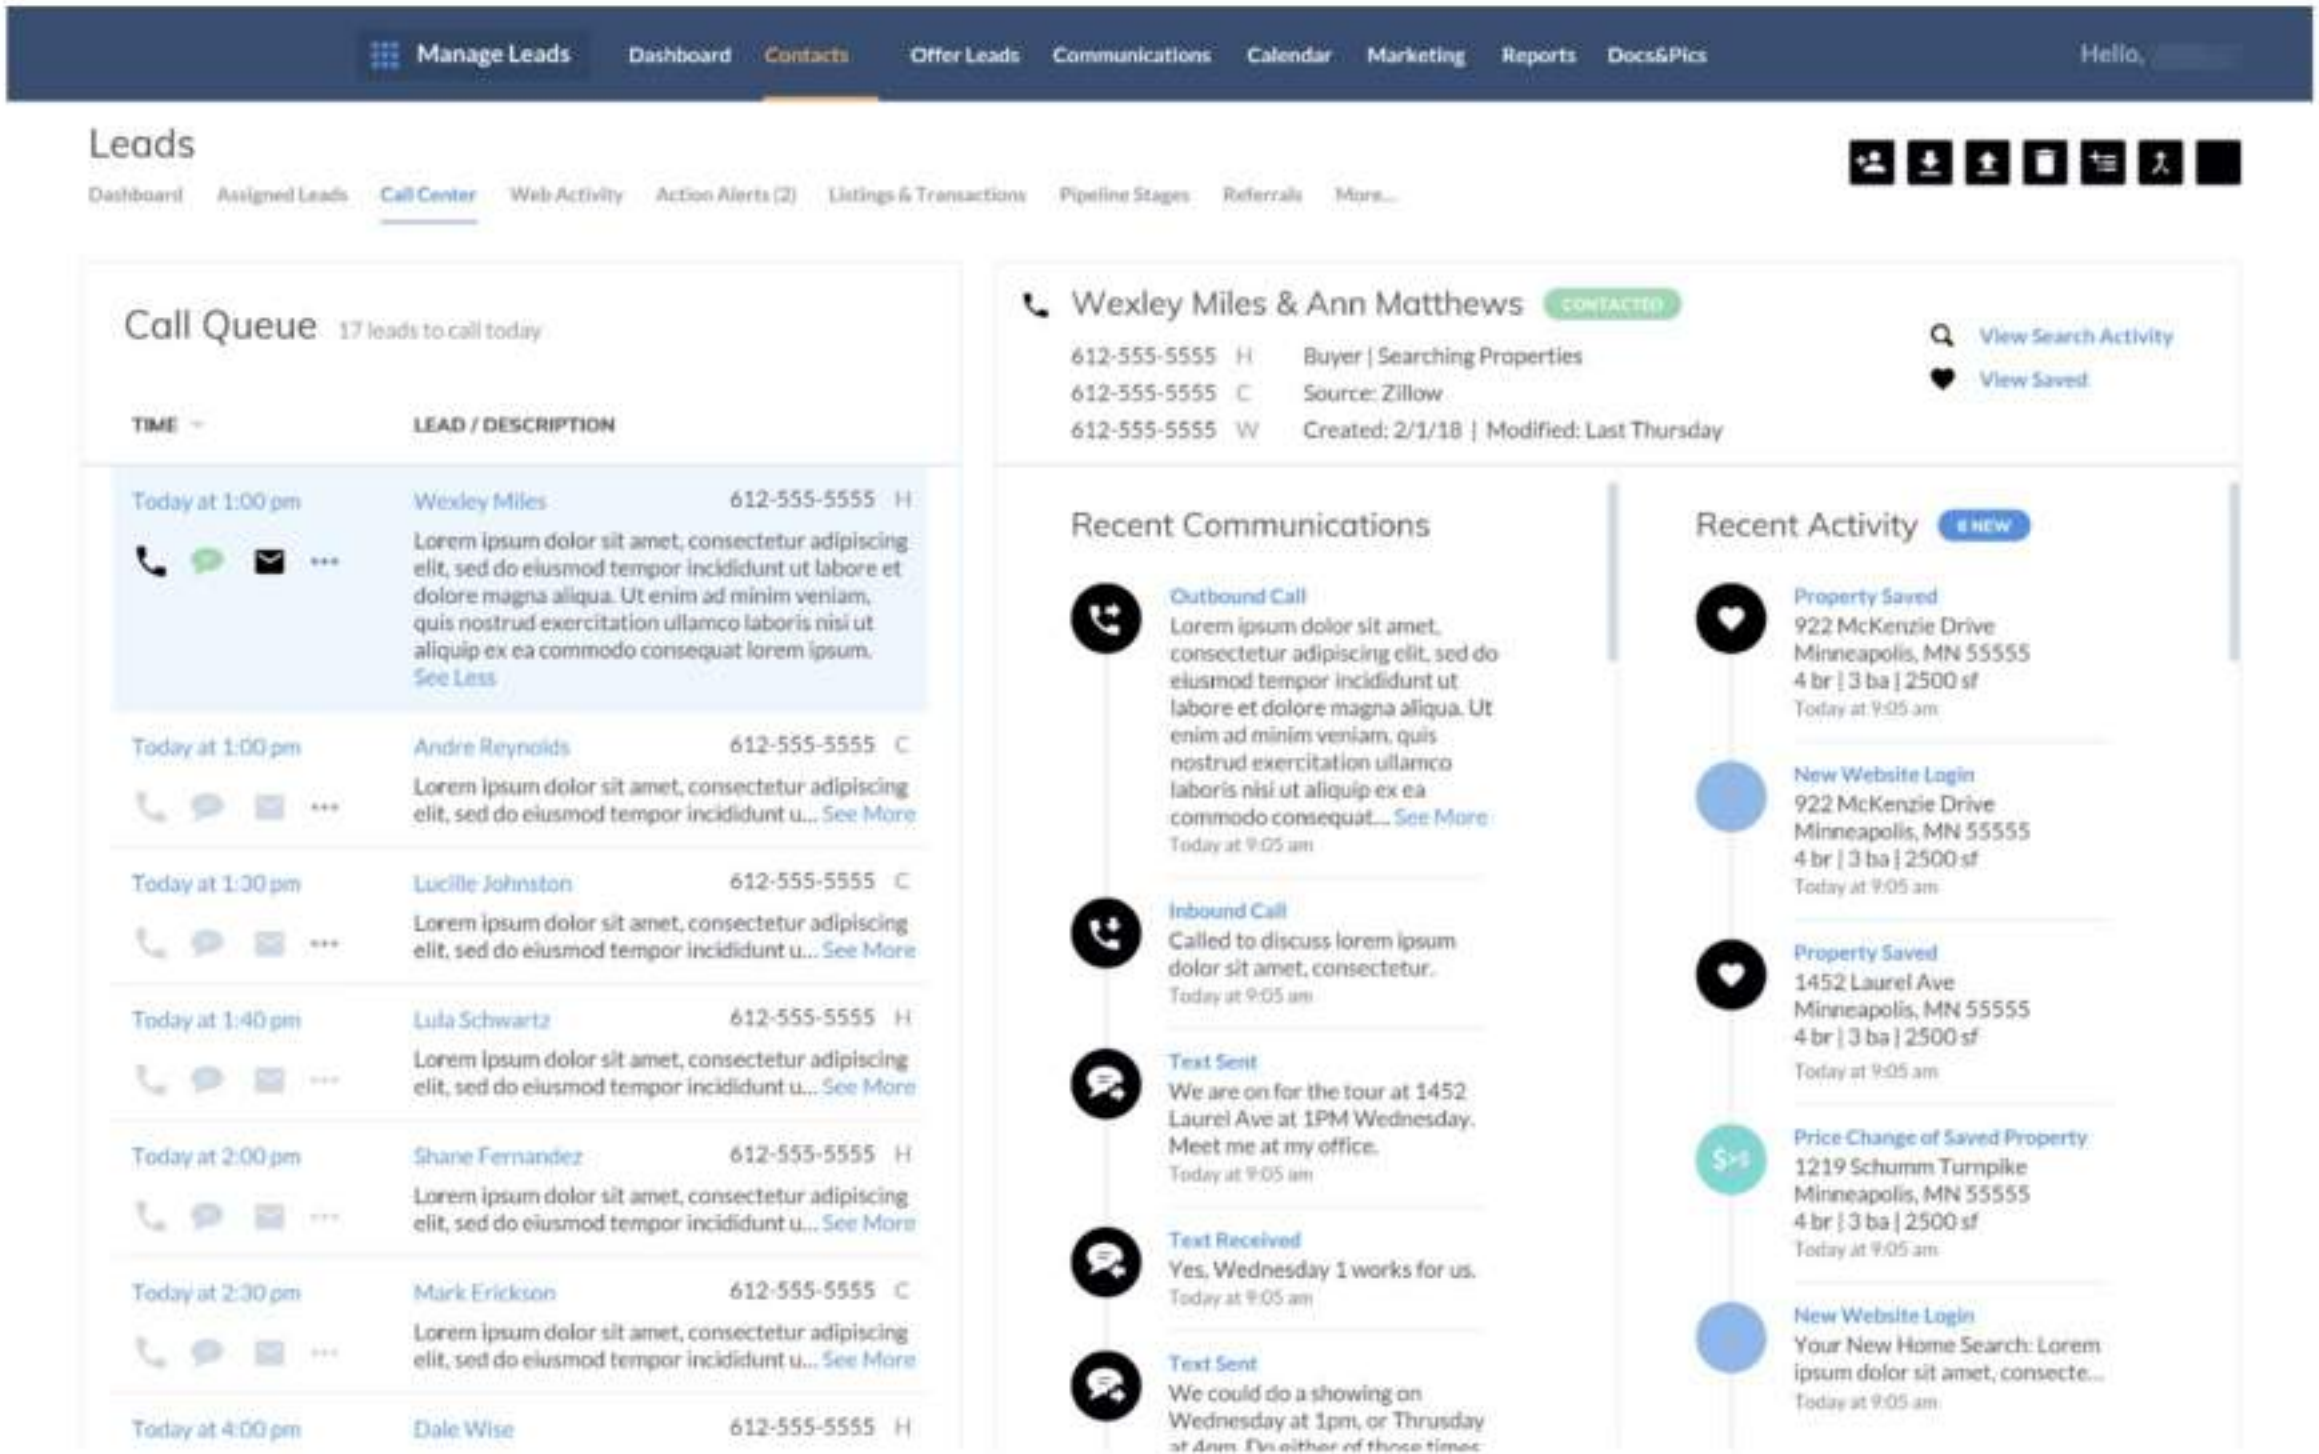 Manage Leads Dashboard Contacts Offer Leads Communications Calendar Marketing Reports Docs&Pics Hello,
Leads
Dashboard Assigned Leads Call Center Web Activity Action Alerts (2) Listings & Transactions Pipeline Stages Referrals More...
Call Queue 17 leads to call today
TIME LEAD / DESCRIPTION
Today at 1:00 pm Wexley Miles 612-555-5555 H
Lorem ipsum dolor sit amet, consectetur adipiscing
elit, sed do eiusmod tempor incididunt ut labore et
dolore magna aliqua. Ut enim ad minim veniam,
quis nostrud exercitation ullamco laboris nisi ut
aliquip ex ea commodo consequat lorem ipsum.
See Less
Today at 1:00 pm Andre Reynolds 612-555-5555 C
Lorem ipsum dolor sit amet, consectetur adipiscing
elit, sed do eiusmod tempor incididunt u... See More
Today at 1:30 pm Lucille Johnston 612-555-5555 C
Lorem ipsum dolor sit amet, consectetur adipiscing
elit, sed do eiusmod tempor incididunt u... See More
Today at 1:40 pm Lula Schwartz 612-555-5555 H
Lorem ipsum dolor sit amet, consectetur adipiscing
elit, sed do eiusmod tempor incididunt u... See More
Today at 2:00 pm Shane Fernandez 612-555-5555 H
Lorem ipsum dolor sit amet, consectetur adipiscing
elit, sed do eiusmod tempor incididunt u... See More
Today at 2:30 pm Mark Erickson 612-555-5555 C
Lorem ipsum dolor sit amet, consectetur adipiscing
elit, sed do eiusmod tempor incididunt u... See More
Today at 4:00 pm Dale Wise 612-555-5555 H
Wexley Miles & Ann Matthews CONTACTED
612-555-5555 H Buyer | Searching Properties
612-555-5555 C Source: Zillow
612-555-5555 W Created: 2/1/18 | Modified: Last Thursday
View Search Activity
View Saved
Recent Communications
Outbound Call
Lorem ipsum dolor sit amet,
consectetur adipiscing elit, sed do
eiusmod tempor incididunt ut
labore et dolore magna aliqua. Ut
enim ad minim veniam, quis
nostrud exercitation ullamco
laboris nisi ut aliquip ex ea
commodo consequat... See More
Today at 9:05 am
Inbound Call
Called to discuss lorem ipsum
dolor sit amet, consectetur.
Today at 9:05 am
Text Sent
We are on for the tour at 1452
Laurel Ave at 1PM Wednesday.
Meet me at my office.
Today at 9:05 am
Text Received
Yes, Wednesday 1 works for us.
Today at 9:05 am
Text Sent
We could do a showing on
Wednesday at 1pm, or Thrusday
at 4pm. Do either of those times
Recent Activity NEW
Property Saved
922 McKenzie Drive
Minneapolis, MN 55555
4 br | 3 ba | 2500 sf
Today at 9:05 am
New Website Login
922 McKenzie Drive
Minneapolis, MN 55555
4 br | 3 ba | 2500 sf
Today at 9:05 am
Property Saved
1452 Laurel Ave
Minneapolis, MN 55555
4 br | 3 ba | 2500 sf
Today at 9:05 am
Price Change of Saved Property
1219 Schumm Turnpike
Minneapolis, MN 55555
4 br | 3 ba | 2500 sf
Today at 9:05 am
New Website Login
Your New Home Search: Lorem
ipsum dolor sit amet, consecte...
Today at 9:05 am